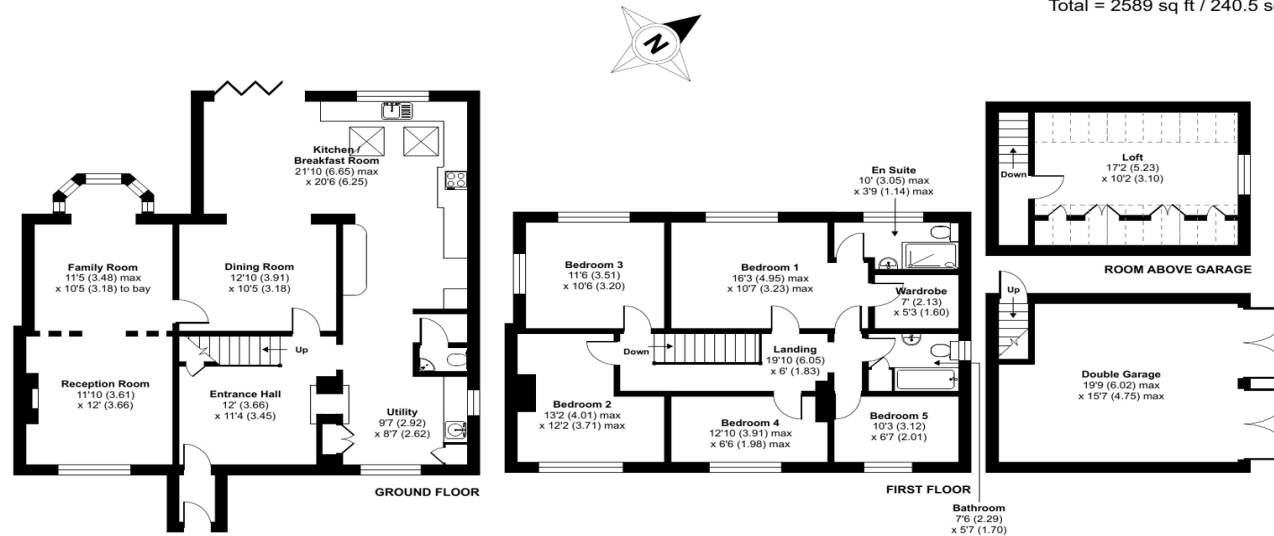 Total = 2589 sq ft / 240.5 s
N
Kitchen /
Breakfast Room
21'10 (6.65) max
x 20'6 (6.25)
Family Room
11'5 (3.48) max
x 10'5 (3.18) to bay
Dining Room
12'10 (3.91)
x 10'5 (3.18)
Up
Reception Room
11'10 (3.61)
x 12' (3.66)
Entrance Hall
12' (3.66)
x 11'4 (3.45)
Utility
9'7 (2.92)
x 8'7 (2.62)
GROUND FLOOR
En Suite
10' (3.05) max
x 3'9 (1.14) max
Bedroom 3
11'6 (3.51)
x 10'6 (3.20)
Bedroom 1
16'3 (4.95) max
x 10'7 (3.23) max
Wardrobe
7' (2.13)
x 5'3 (1.60)
Down
Landing
19'10 (6.05)
x 6' (1.83)
Bedroom 2
13'2 (4.01) max
x 12'2 (3.71) max
Bedroom 4
12'10 (3.91) max
x 6'6 (1.98) max
Bedroom 5
10'3 (3.12)
x 6'7 (2.01)
FIRST FLOOR
Bathroom
7'6 (2.29)
x 5'7 (1.70)
Loft
17'2 (5.23)
x 10'2 (3.10)
Down
ROOM ABOVE GARAGE
Up
Double Garage
19'9 (6.02) max
x 15'7 (4.75) max